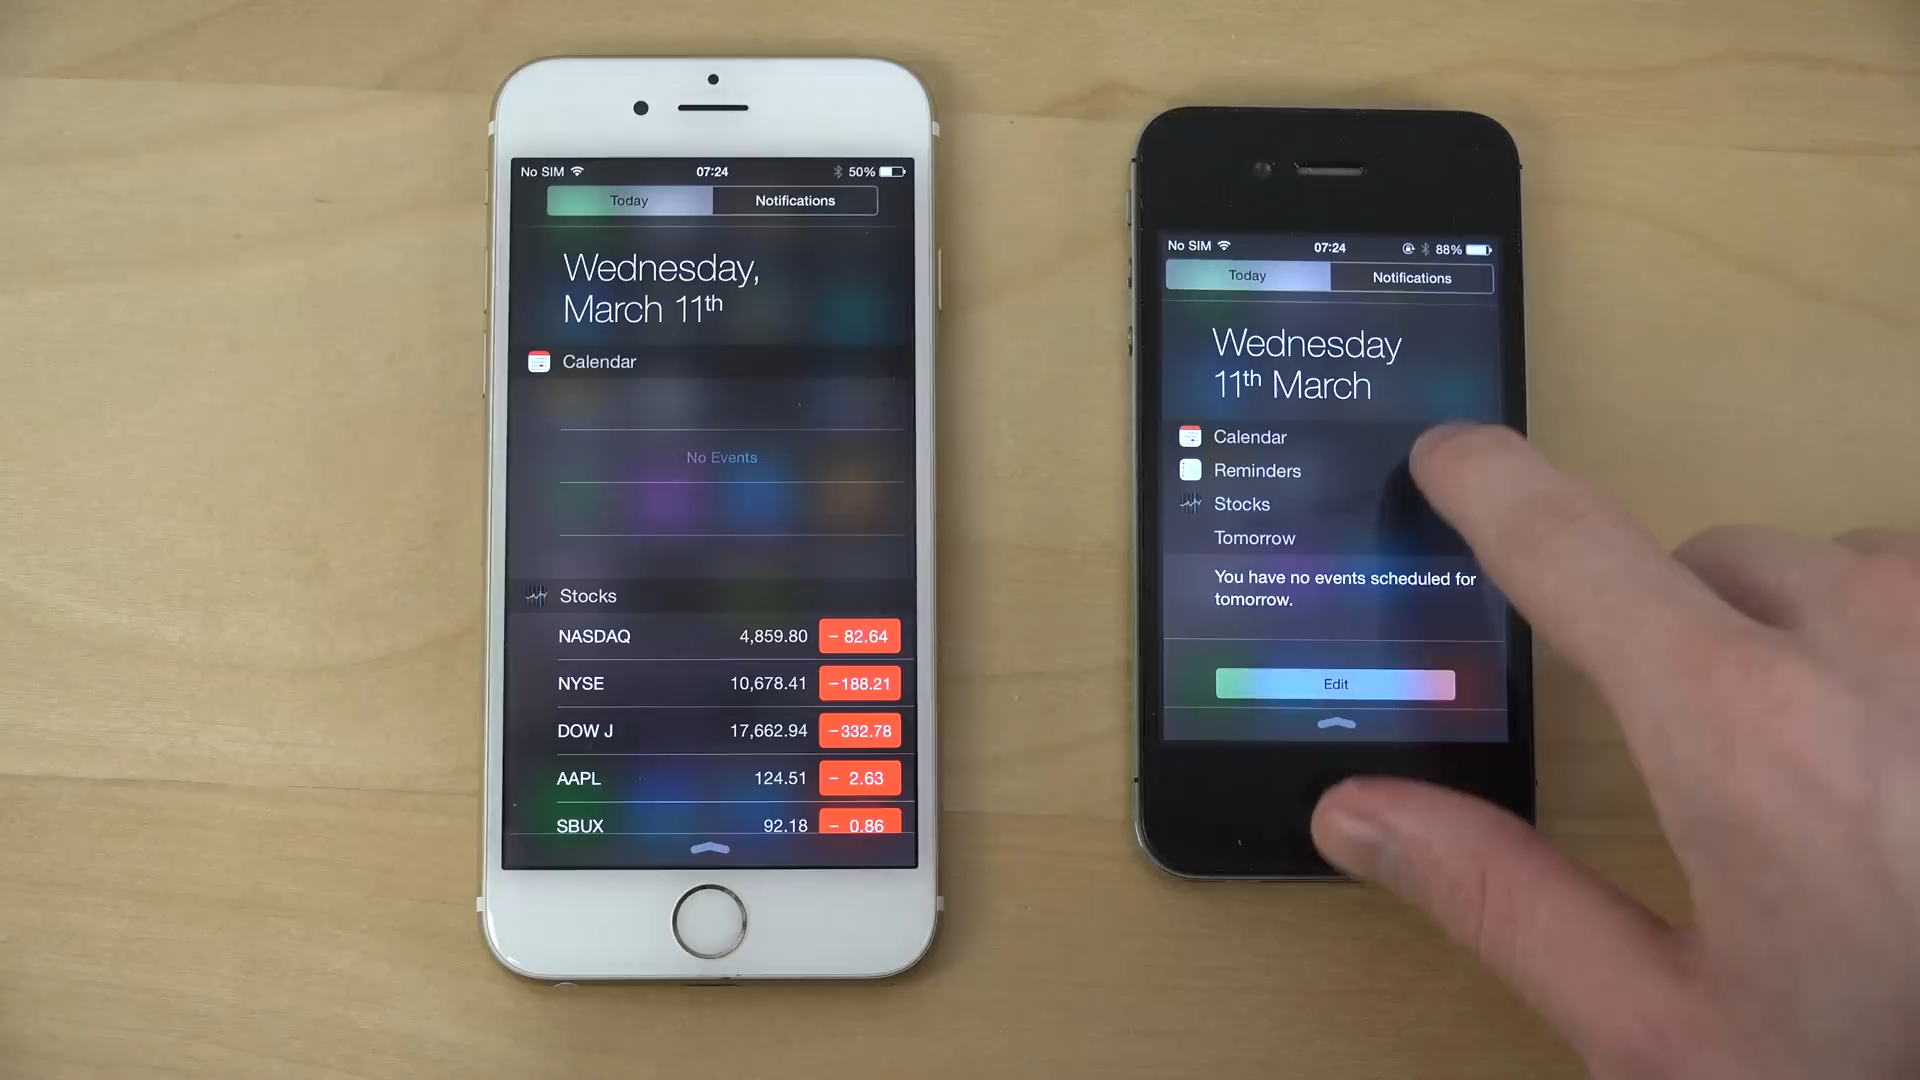 No SIM 07:24 50%
Today Notifications
Wednesday,
March 11th
Calendar
No Events
Stocks
NASDAQ 4,859.80 - 82.64
NYSE 10,678.41 -188.21
DOW J 17,662.94 -332.78
AAPL 124.51 - 2.63
SBUX 92.18 - 0.86
No SIM 07:24 88%
Today Notifications
Wednesday
11th March
Calendar
Reminders
Stocks
Tomorrow
You have no events scheduled for
tomorrow.
Edit